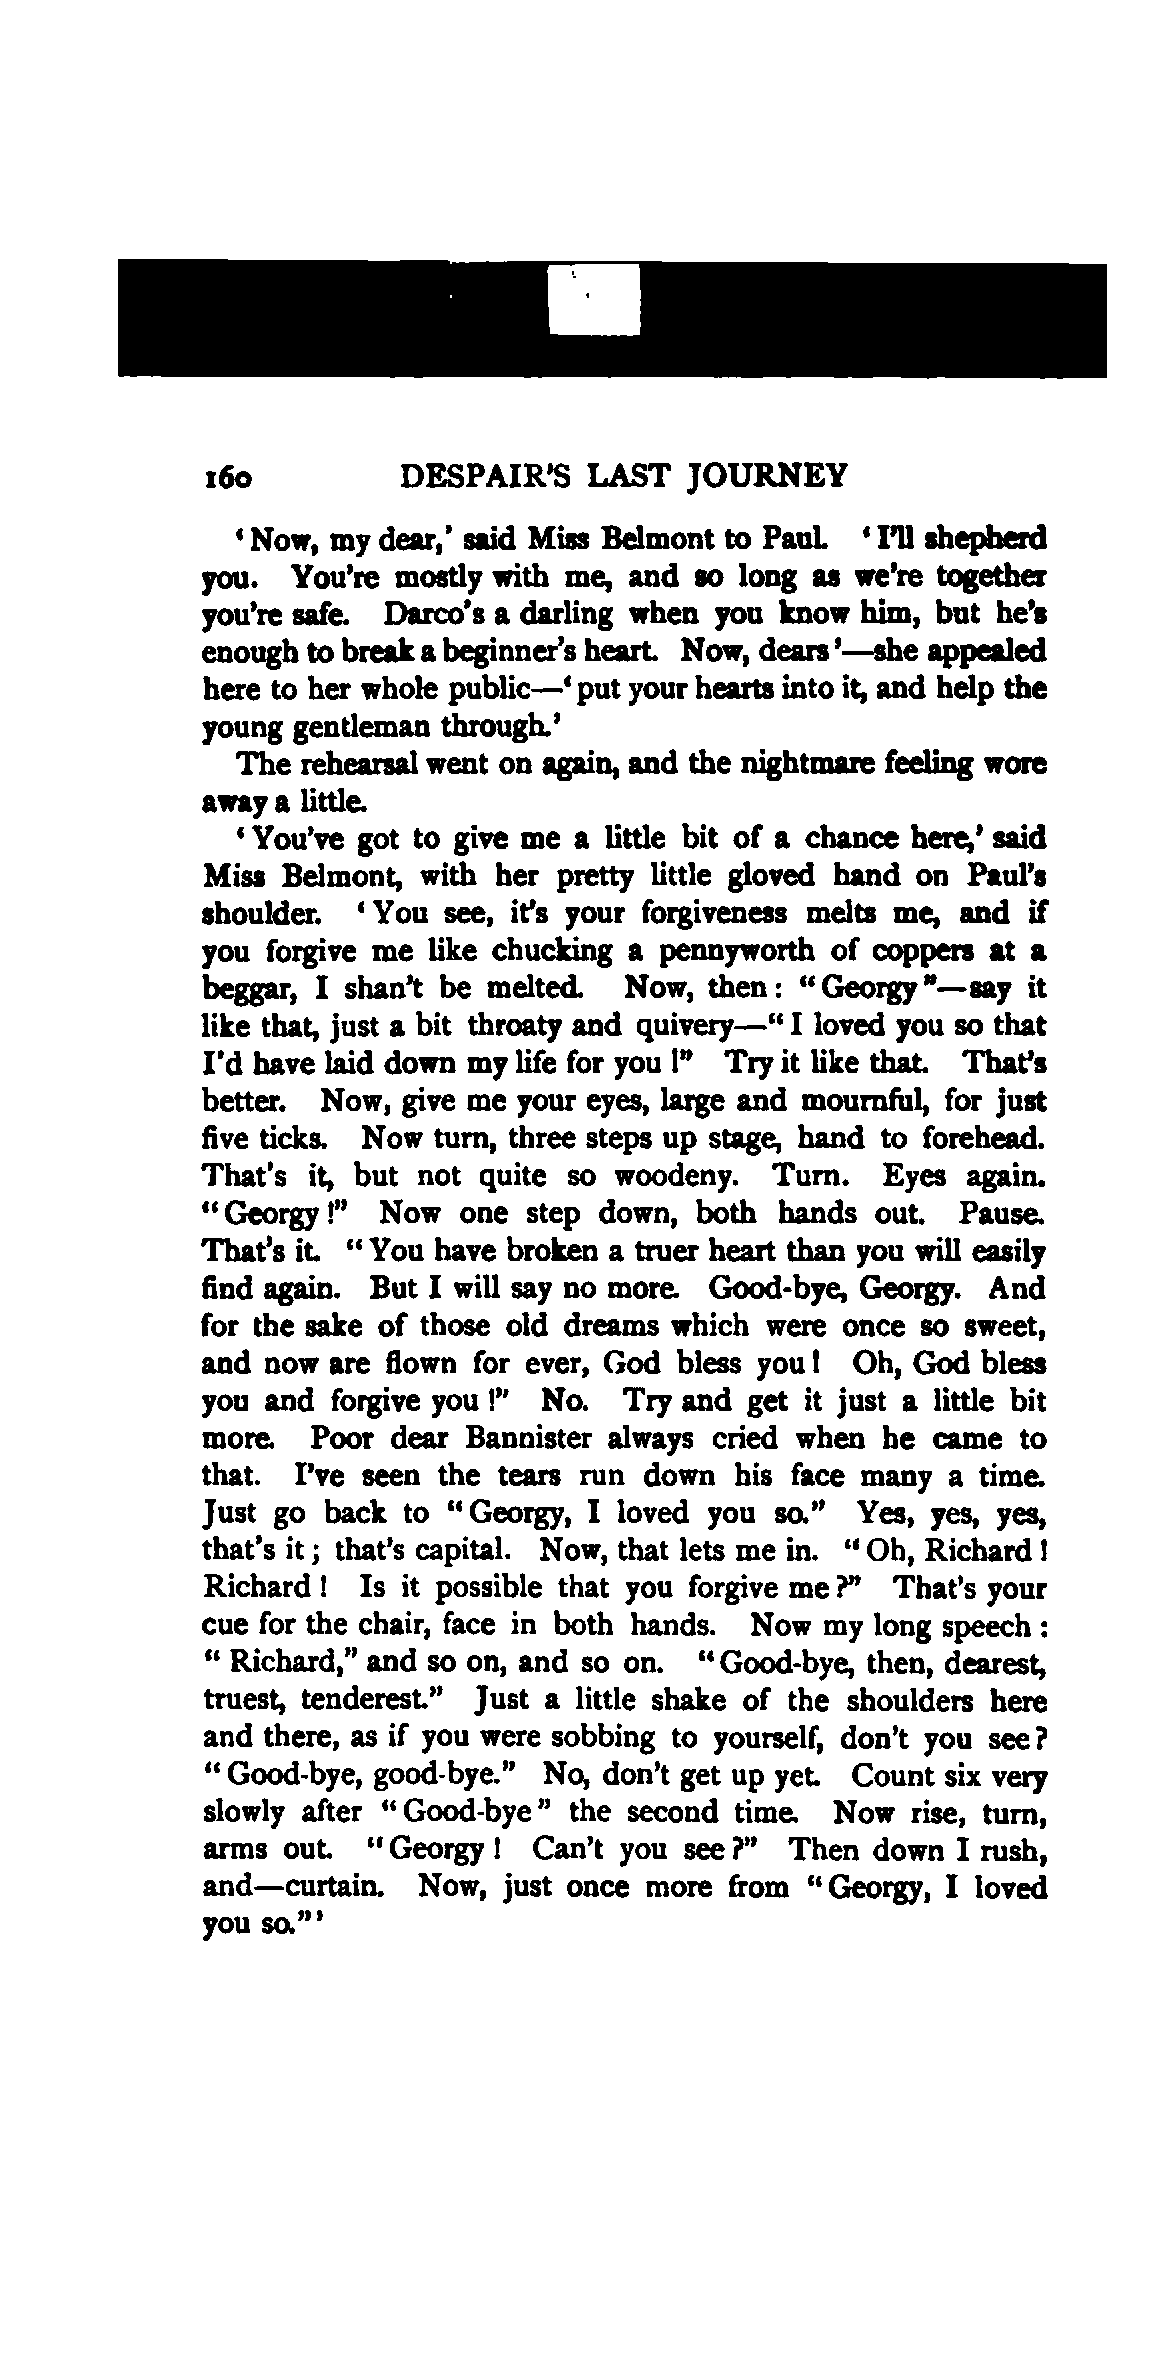 160 DESPAIR'S LAST JOURNEY
‘Now, my dear,’ said Miss Belmont to Paul. ‘I'll shepherd
you. You're mostly with me, and so long as we're together
you're safe. Darco's a darling when you know him, but he's
enough to break a beginner's heart. Now, dears’—she appealed
here to her whole public—‘put your hearts into it, and help the
young gentleman through.’
The rehearsal went on again, and the nightmare feeling wore
away a little.
‘You've got to give me a little bit of a chance here,’ said
Miss Belmont, with her pretty little gloved hand on Paul's
shoulder. ‘You see, it's your forgiveness melts me, and if
you forgive me like chucking a pennyworth of coppers at a
beggar, I shan't be melted. Now, then: “Georgy”—say it
like that, just a bit throaty and quivery—“I loved you so that
I'd have laid down my life for you!” Try it like that. That's
better. Now, give me your eyes, large and mournful, for just
five ticks. Now turn, three steps up stage, hand to forehead.
That's it, but not quite so woodeny. Turn. Eyes again.
“Georgy!” Now one step down, both hands out. Pause.
That's it. “You have broken a truer heart than you will easily
find again. But I will say no more. Good-bye, Georgy. And
for the sake of those old dreams which were once so sweet,
and now are flown for ever, God bless you! Oh, God bless
you and forgive you!” No. Try and get it just a little bit
more. Poor dear Bannister always cried when he came to
that. I've seen the tears run down his face many a time.
Just go back to “Georgy, I loved you so.” Yes, yes, yes,
that's it; that's capital. Now, that lets me in. “Oh, Richard!
Richard! Is it possible that you forgive me?” That's your
cue for the chair, face in both hands. Now my long speech:
“Richard,” and so on, and so on. “Good-bye, then, dearest,
truest, tenderest.” Just a little shake of the shoulders here
and there, as if you were sobbing to yourself, don't you see?
“Good-bye, good-bye.” No, don't get up yet. Count six very
slowly after “Good-bye” the second time. Now rise, turn,
arms out. “Georgy! Can't you see?” Then down I rush,
and—curtain. Now, just once more from “Georgy, I loved
you so.”’